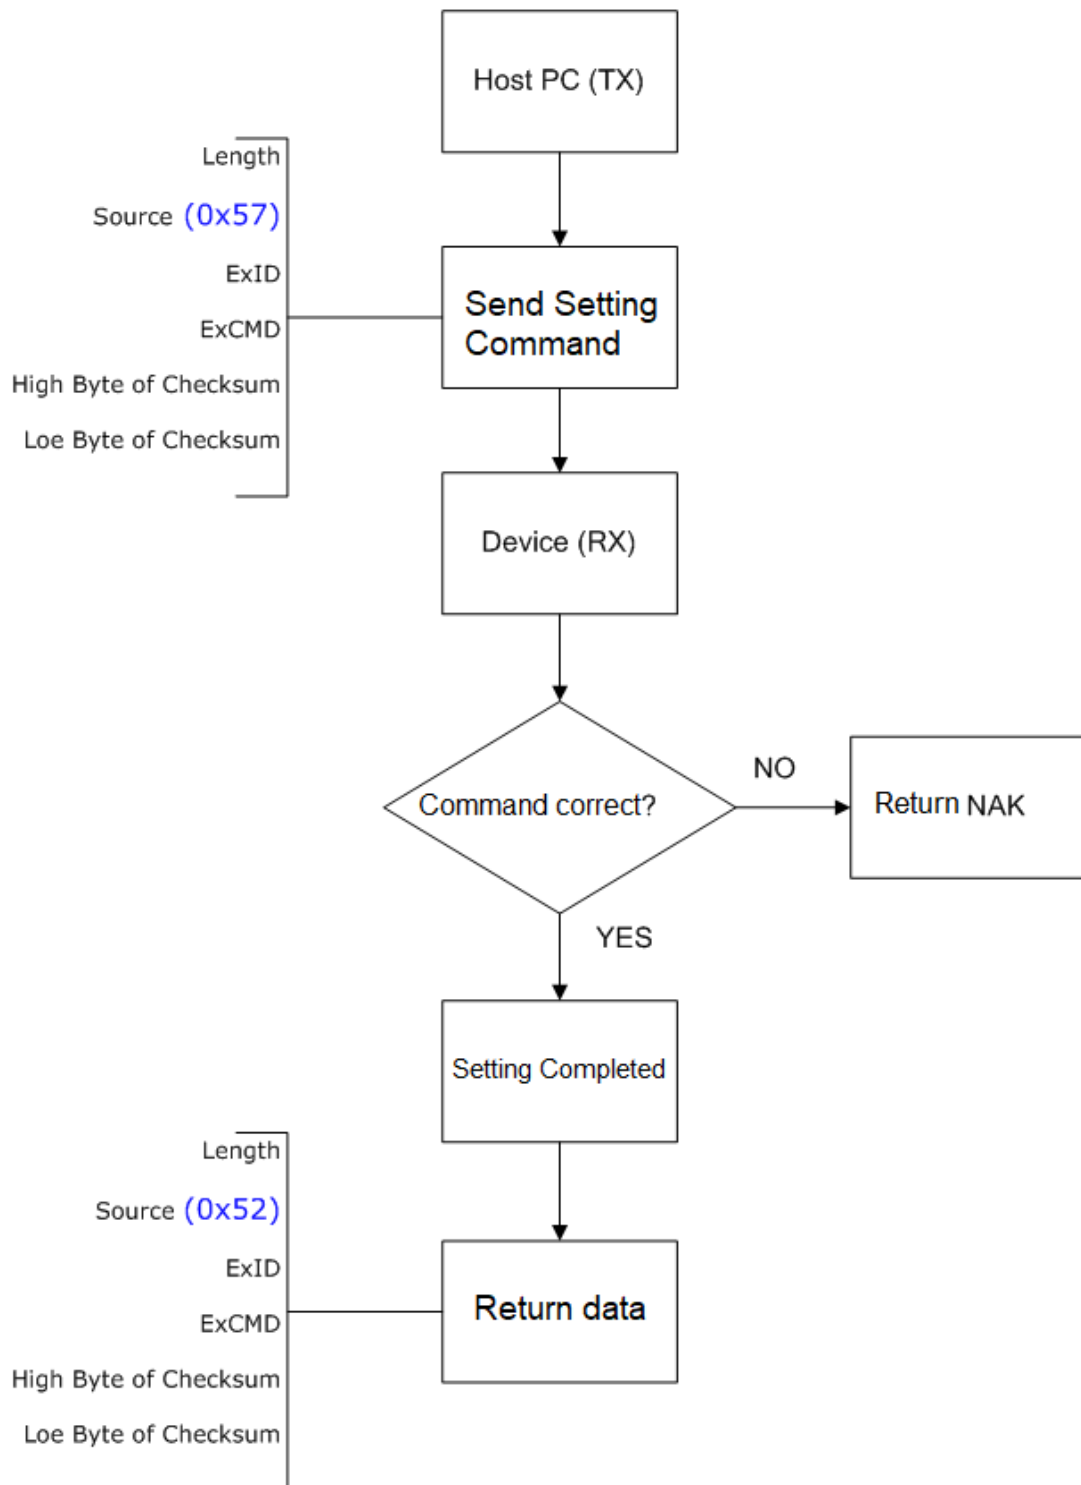 Host PC (TX)
Length
Source (0x57)
ExID
ExCMD
High Byte of Checksum
Loe Byte of Checksum
Send Setting
Command
Device (RX)
Command correct?
NO
Return NAK
YES
Setting Completed
Length
Source (0x52)
ExID
ExCMD
High Byte of Checksum
Loe Byte of Checksum
Return data